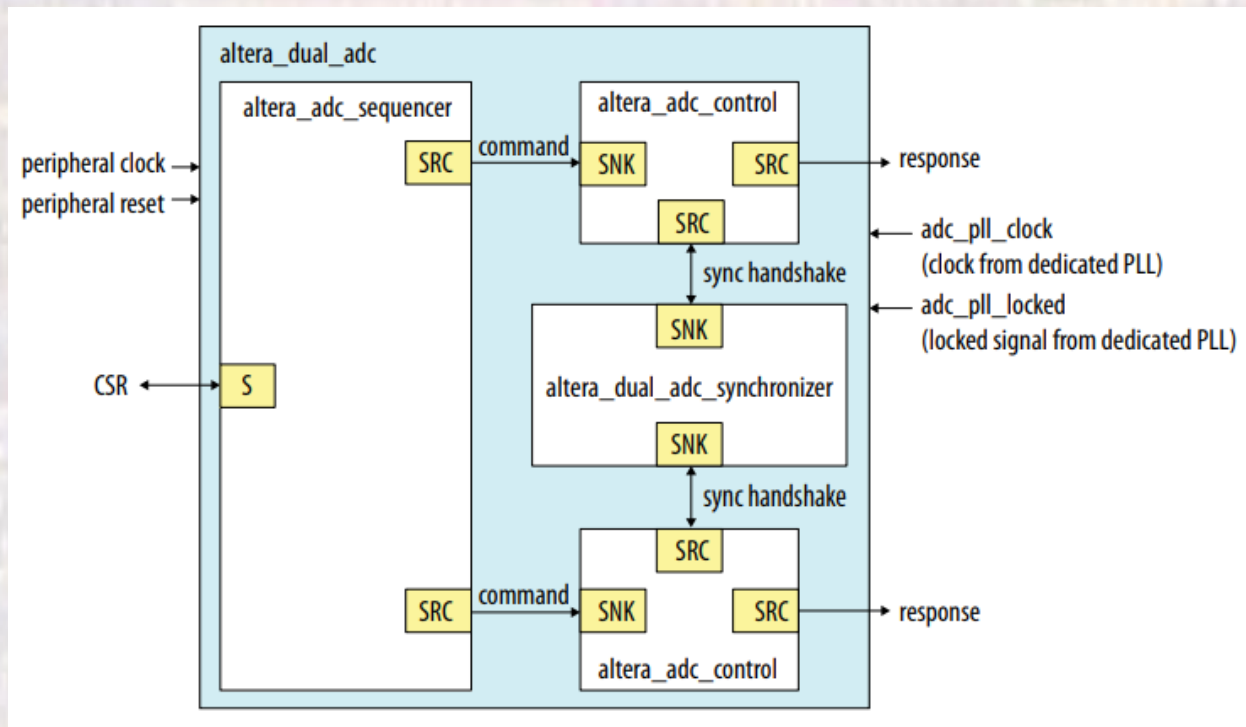 altera_dual_adc
altera_adc_sequencer
altera_adc_control
peripheral clock
peripheral reset
SRC
command
SNK
SRC
response
SRC
adc_pll_clock
(clock from dedicated PLL)
sync handshake
adc_pll_locked
(locked signal from dedicated PLL)
SNK
CSR
S
altera_dual_adc_synchronizer
SNK
sync handshake
SRC
SRC
command
SNK
SRC
response
altera_adc_control